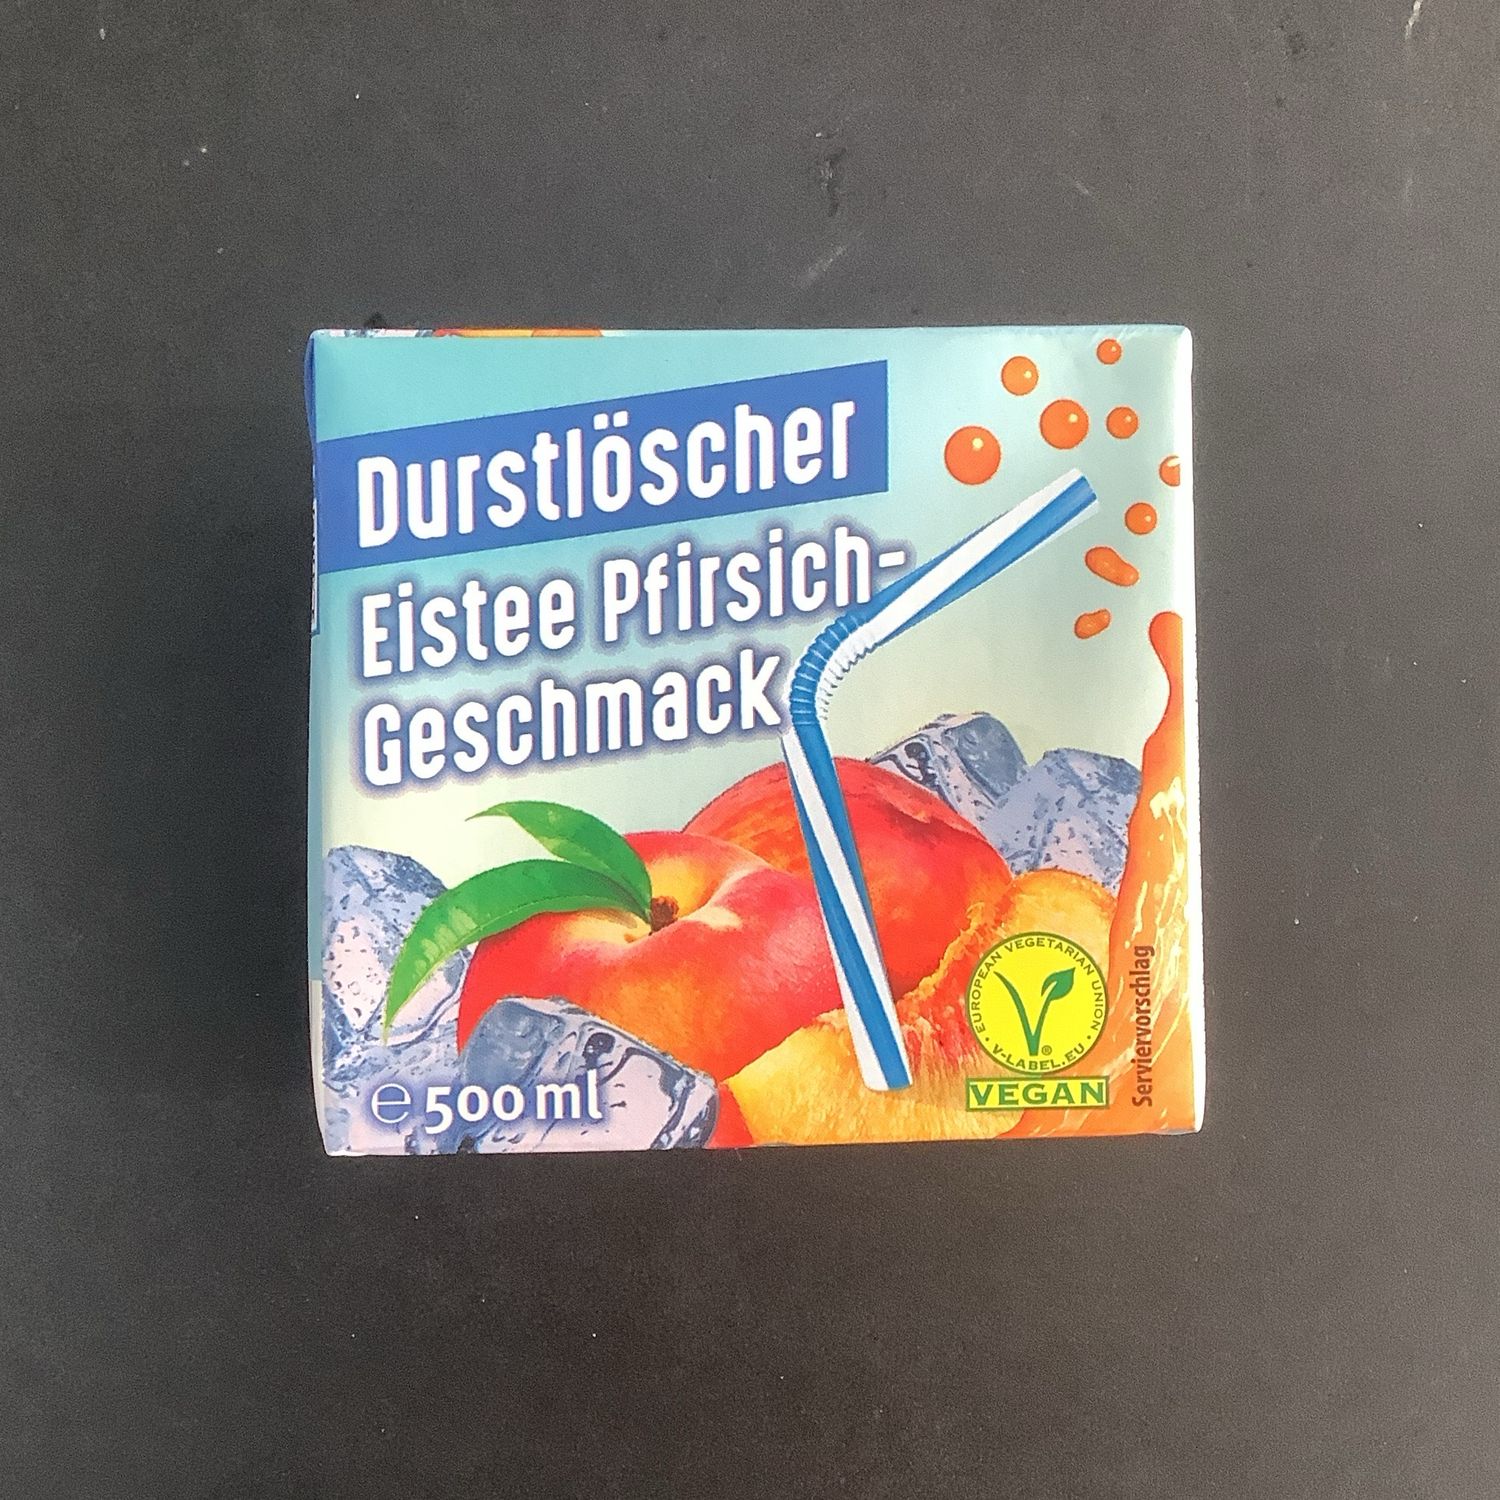 Durstlöscher
Eistee Pfirsich-
Geschmack
℮ 500 ml
EUROPEAN VEGETARIAN UNION
V-LABEL.EU
®
VEGAN
Serviervorschlag